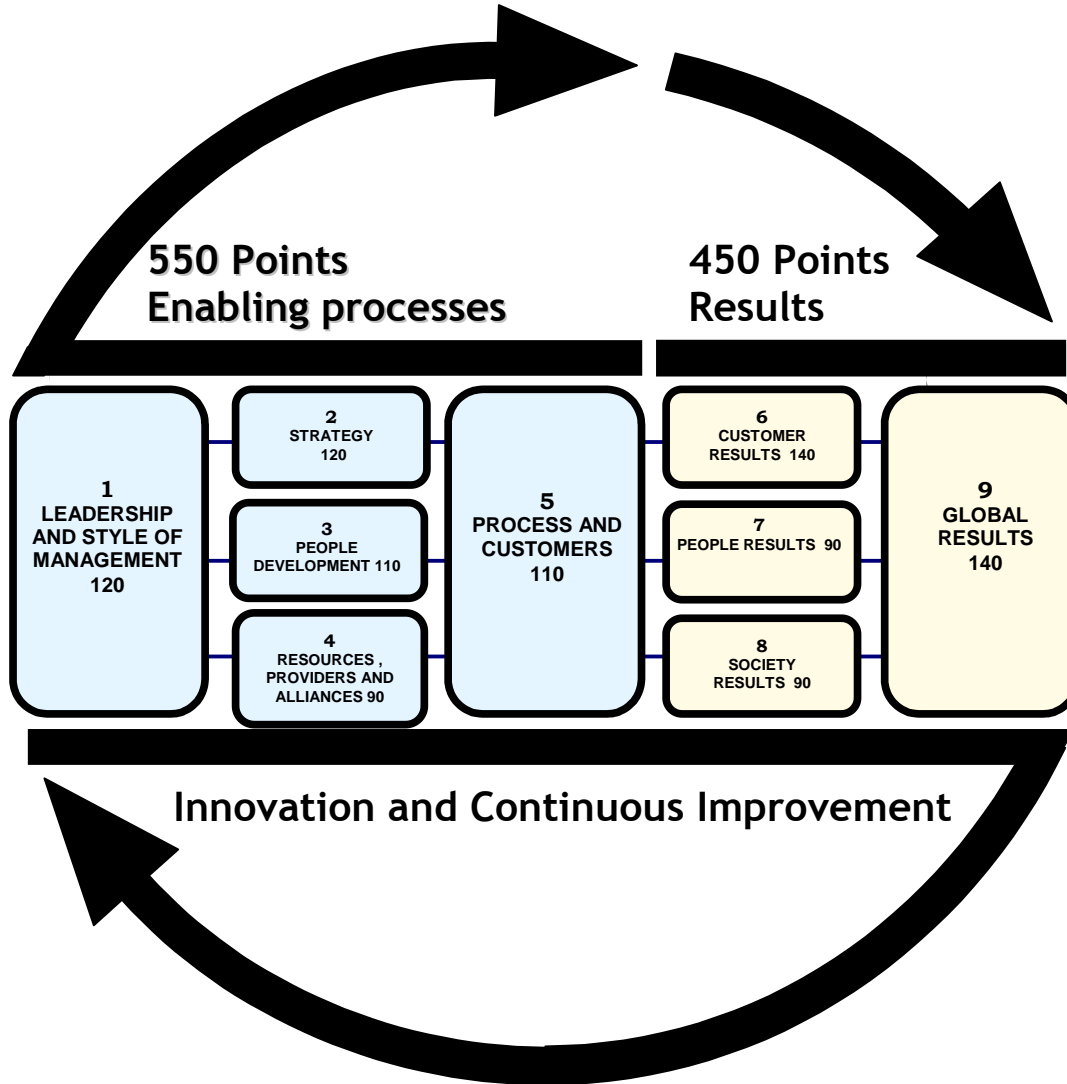 550 Points
Enabling processes
450 Points
Results
1
LEADERSHIP
AND STYLE OF
MANAGEMENT
120
2
STRATEGY
120
3
PEOPLE
DEVELOPMENT 110
4
RESOURCES ,
PROVIDERS AND
ALLIANCES 90
5
PROCESS AND
CUSTOMERS
110
6
CUSTOMER
RESULTS 140
7
PEOPLE RESULTS 90
8
SOCIETY
RESULTS 90
9
GLOBAL
RESULTS
140
Innovation and Continuous Improvement